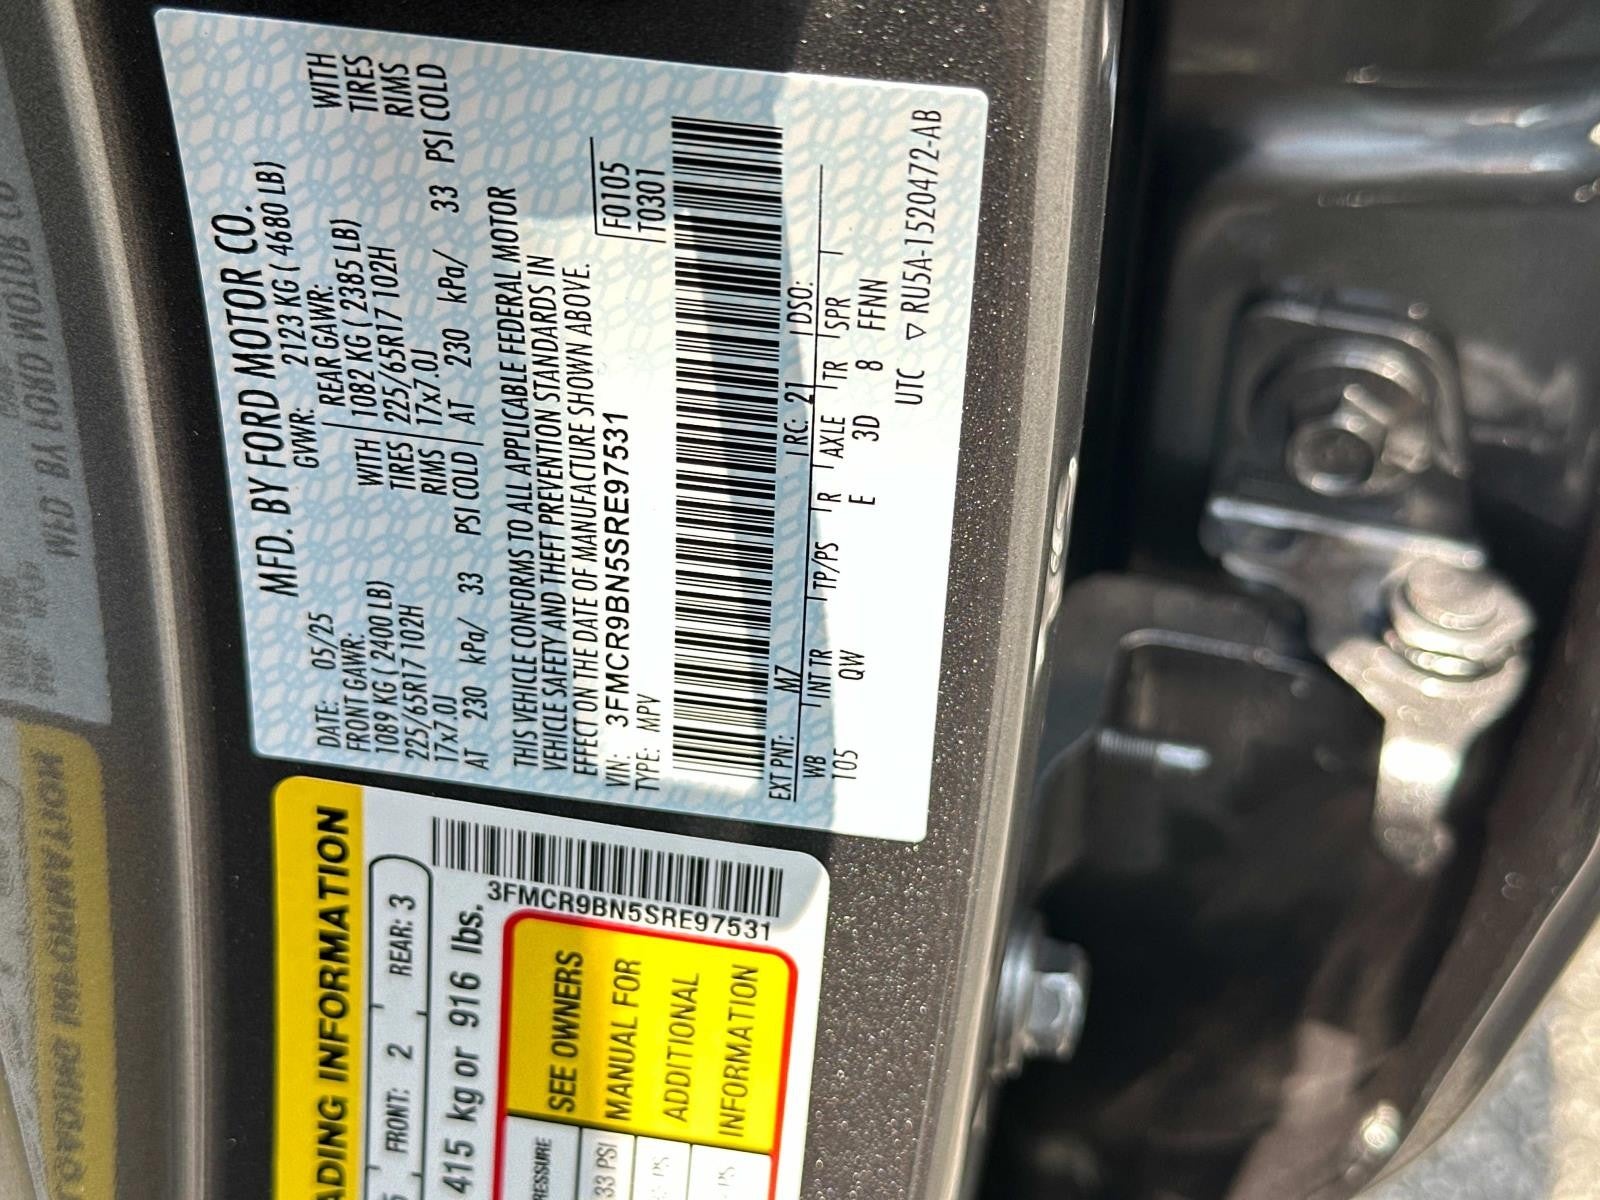 MFD. BY FORD MOTOR CO.
DATE: 05/25
GVWR: 2123 KG ( 4680 LB)
FRONT GAWR:
1089 KG ( 2400 LB)
WITH
TIRES
RIMS
225/65R17 102H
17x7.0J
AT 230 kPa/ 33 PSI COLD
REAR GAWR:
1082 KG ( 2385 LB)
WITH
TIRES
RIMS
225/65R17 102H
17x7.0J
AT 230 kPa/ 33 PSI COLD
THIS VEHICLE CONFORMS TO ALL APPLICABLE FEDERAL MOTOR
VEHICLE SAFETY AND THEFT PREVENTION STANDARDS IN
EFFECT ON THE DATE OF MANUFACTURE SHOWN ABOVE.
VIN: 3FMCR9BN5SRE97531
TYPE: MPV
F0105
T0301
EXT PNT: M7 RC: 21 DSO:
WB INT TR TP/PS R AXLE TR SPR
105 QW E 3D 8 FFNN
UTC ▽ RU5A-1520472-AB
ADING INFORMATION
FRONT: 2 REAR: 3
415 kg or 916 lbs.
3FMCR9BN5SRE97531
SEE OWNERS
MANUAL FOR
ADDITIONAL
INFORMATION
RESSURE
33 PSI